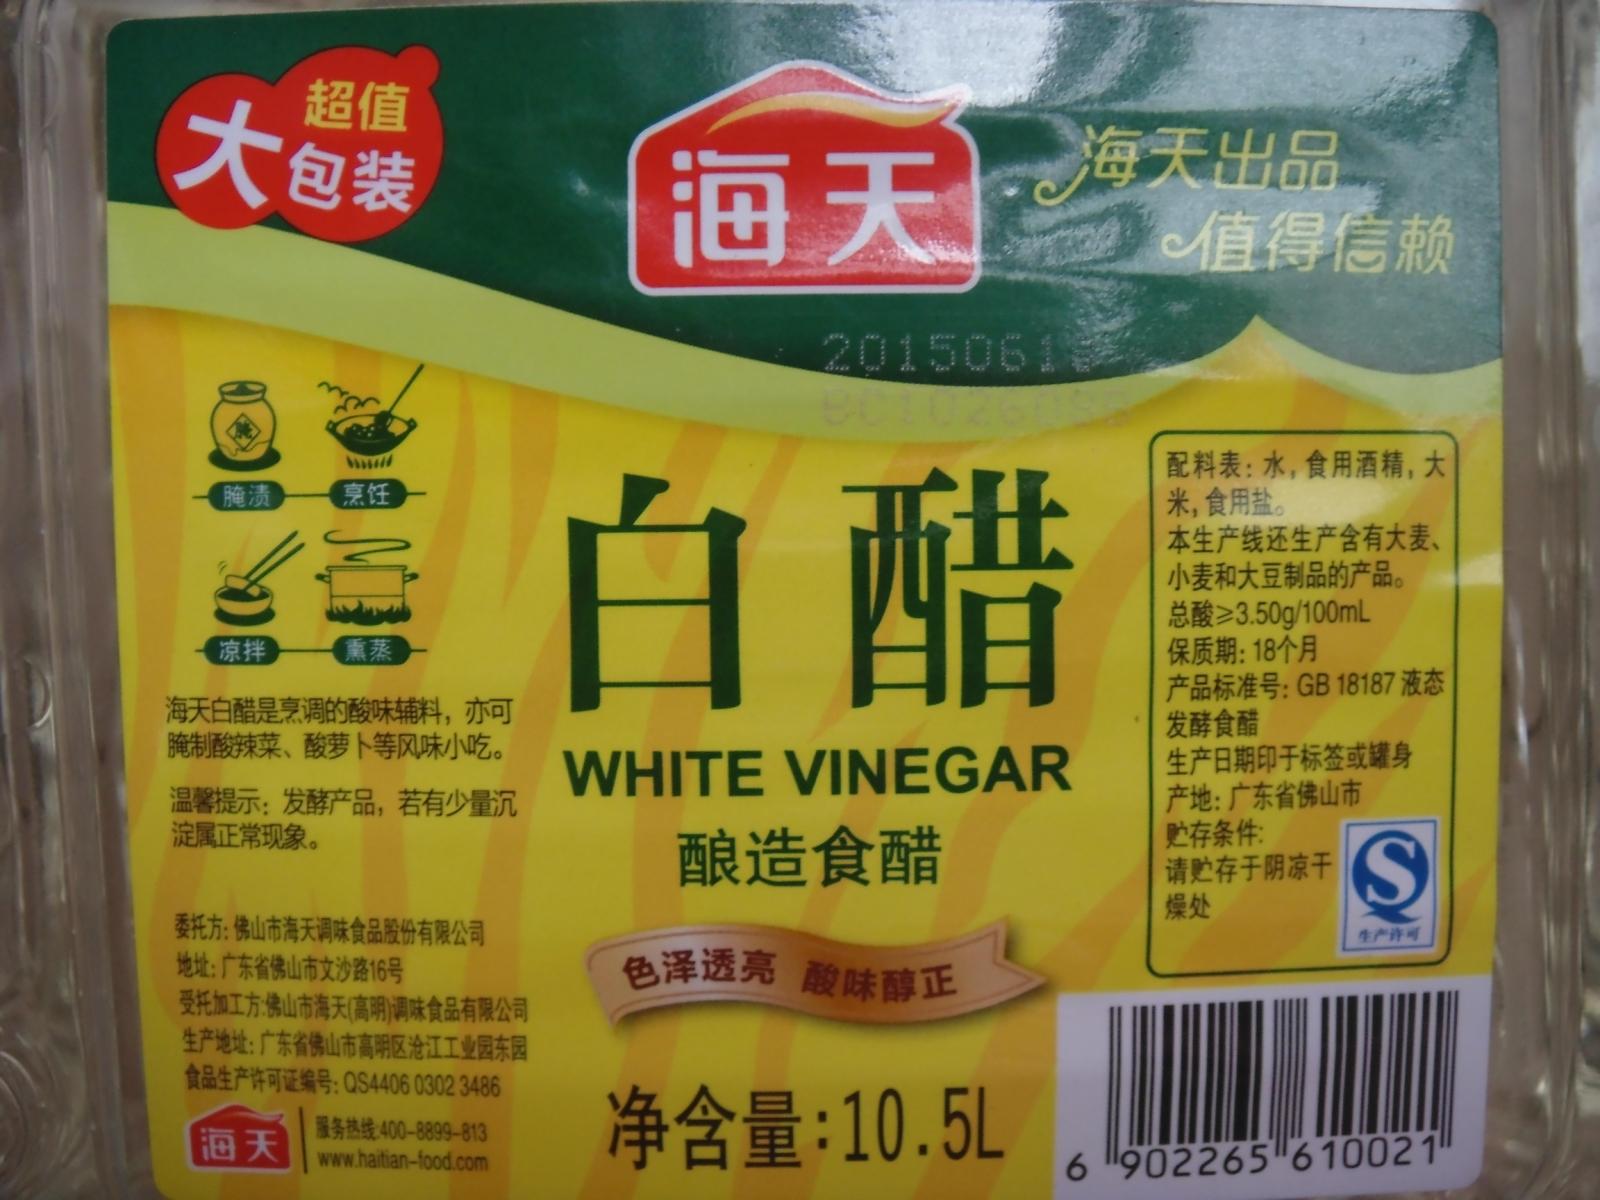 超值
大包装
海天
海天出品
值得信赖
腌
腌渍
烹饪
凉拌
熏蒸
海天白醋是烹调的酸味辅料，亦可
腌制酸辣菜、酸萝卜等风味小吃。
温馨提示：发酵产品，若有少量沉
淀属正常现象。
委托方：佛山市海天调味食品股份有限公司
地址：广东省佛山市文沙路16号
受托加工方:佛山市海天(高明)调味食品有限公司
生产地址：广东省佛山市高明区沧江工业园东园
食品生产许可证编号：QS4406 0302 3486
海天
服务热线:400-8899-813
www.haitian-food.com
白醋
WHITE VINEGAR
酿造食醋
色泽透亮 酸味醇正
净含量:10.5L
配料表：水，食用酒精，大
米，食用盐。
本生产线还生产含有大麦、
小麦和大豆制品的产品。
总酸≥3.50g/100mL
保质期：18个月
产品标准号：GB 18187 液态
发酵食醋
生产日期印于标签或罐身
产地：广东省佛山市
贮存条件:
请贮存于阴凉干
燥处
生产许可
6 902265 610021